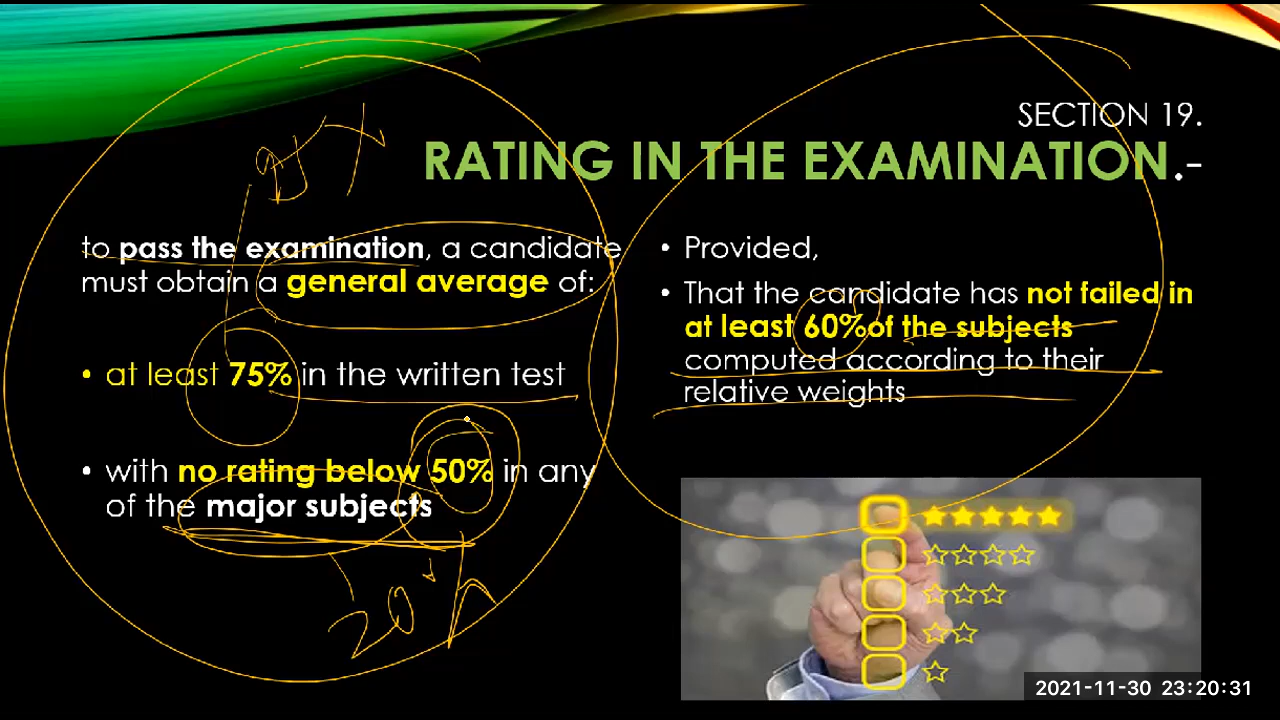 SECTION 19.
RATING IN THE EXAMINATION.-
to pass the examination, a candidate
must obtain a general average of:
• at least 75% in the written test
• with no rating below 50% in any
of the major subjects
20%
• Provided,
• That the candidate has not failed in
at least 60%of the subjects
computed according to their
relative weights
2021-11-30 23:20:31